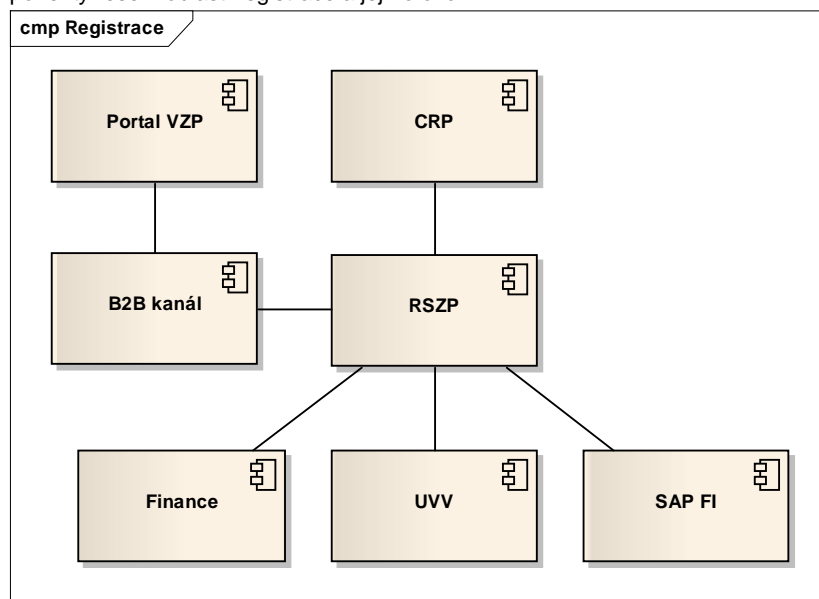 cmp Registrace
Portal VZP
CRP
B2B kanál
RSZP
Finance
UVV
SAP FI